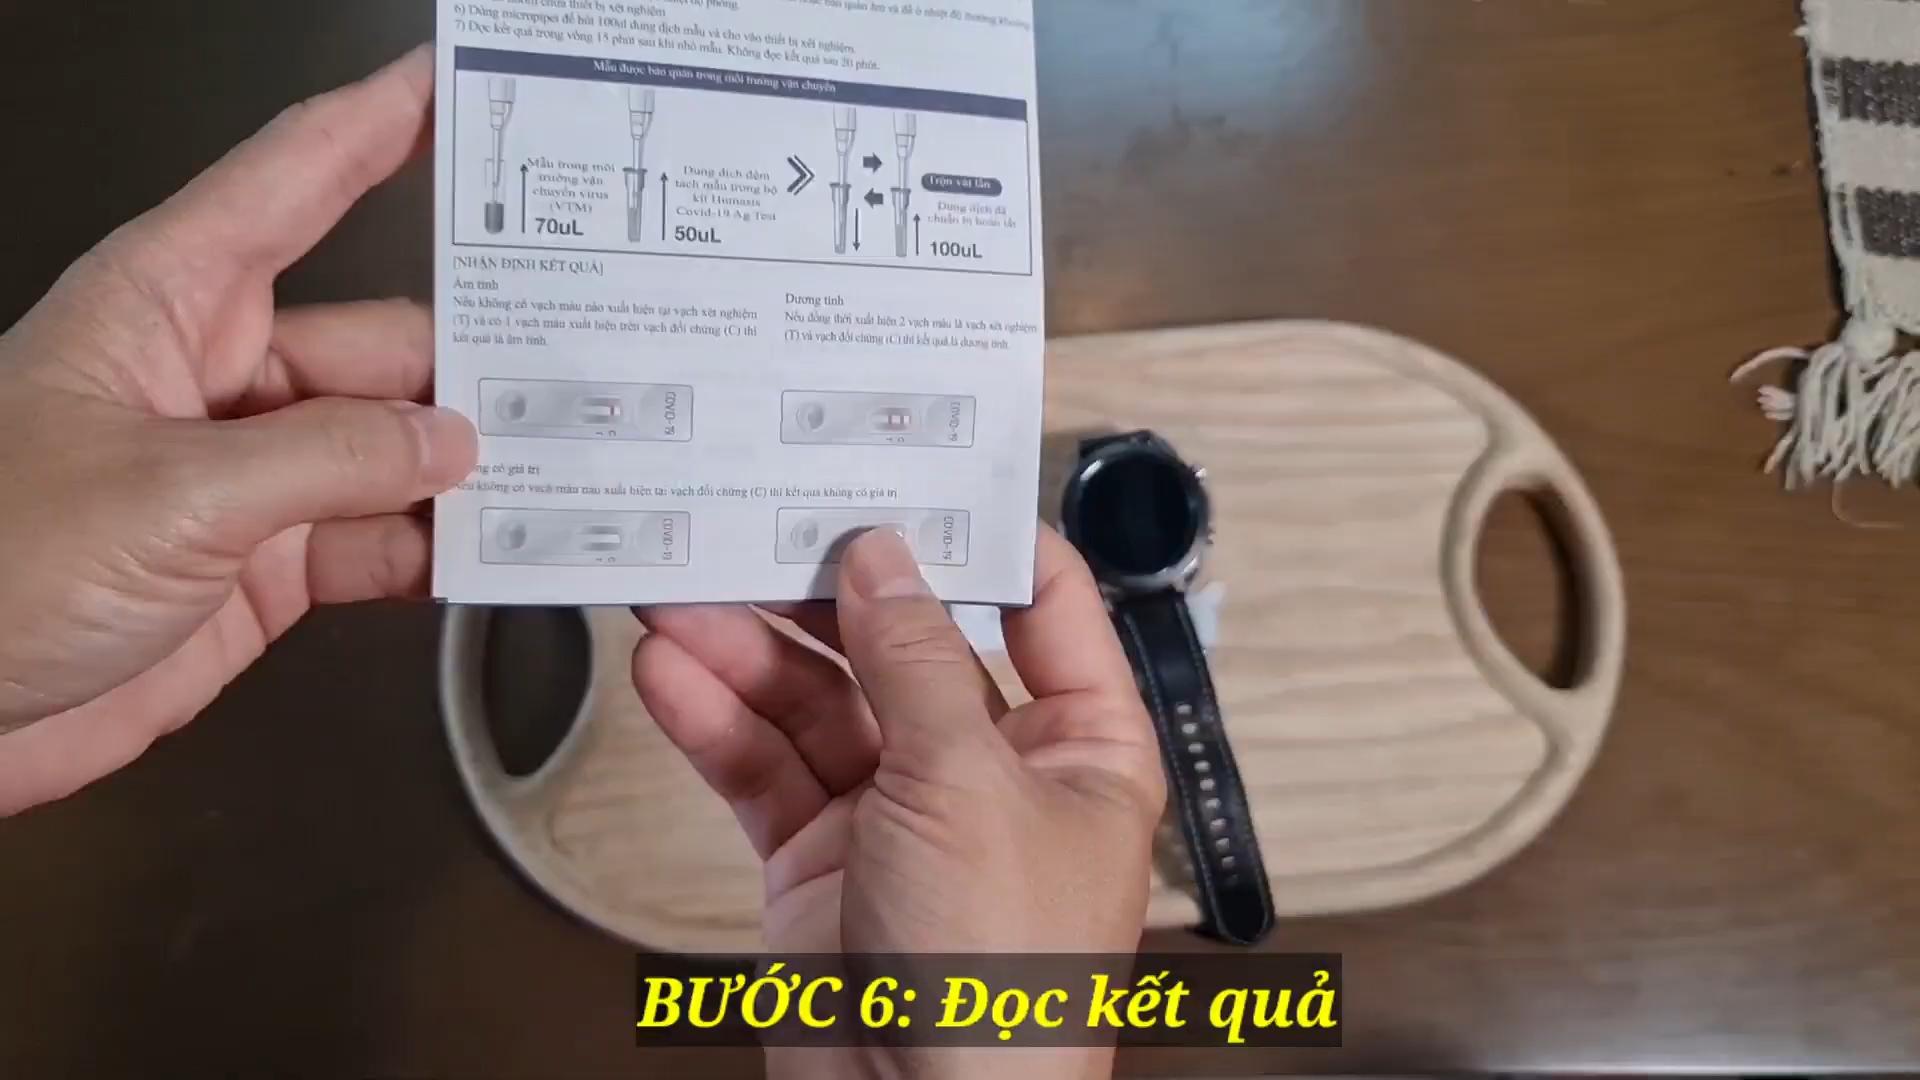 6) Dùng micropipet để hút 100ul dung dịch mẫu và cho vào thiết bị xét nghiệm.
7) Đọc kết quả trong vòng 15 phút sau khi nhỏ mẫu. Không đọc kết quả sau 20 phút.
Mẫu được bảo quản trong môi trường vận chuyển
Mẫu trong môi
trường vận
chuyển virus
(VTM)
70uL
Dung dịch đệm
tách mẫu trong bộ
kit Humasis
Covid-19 Ag Test
50uL
Trộn vài lần
Dung dịch đã
chuẩn bị hoàn tất
100uL
[NHẬN ĐỊNH KẾT QUẢ]
Âm tính
Nếu không có vạch màu nào xuất hiện tại vạch xét nghiệm
(T) và có 1 vạch màu xuất hiện trên vạch đối chứng (C) thì
kết quả là âm tính.
Dương tính
Nếu đồng thời xuất hiện 2 vạch màu là vạch xét nghiệm
(T) và vạch đối chứng (C) thì kết quả là dương tính.
COVID-19
T C
COVID-19
T C
có giá trị
Nếu không có vạch màu nào xuất hiện tại vạch đối chứng (C) thì kết quả không có giá trị
COVID-19
T C
COVID-19
BƯỚC 6: Đọc kết quả